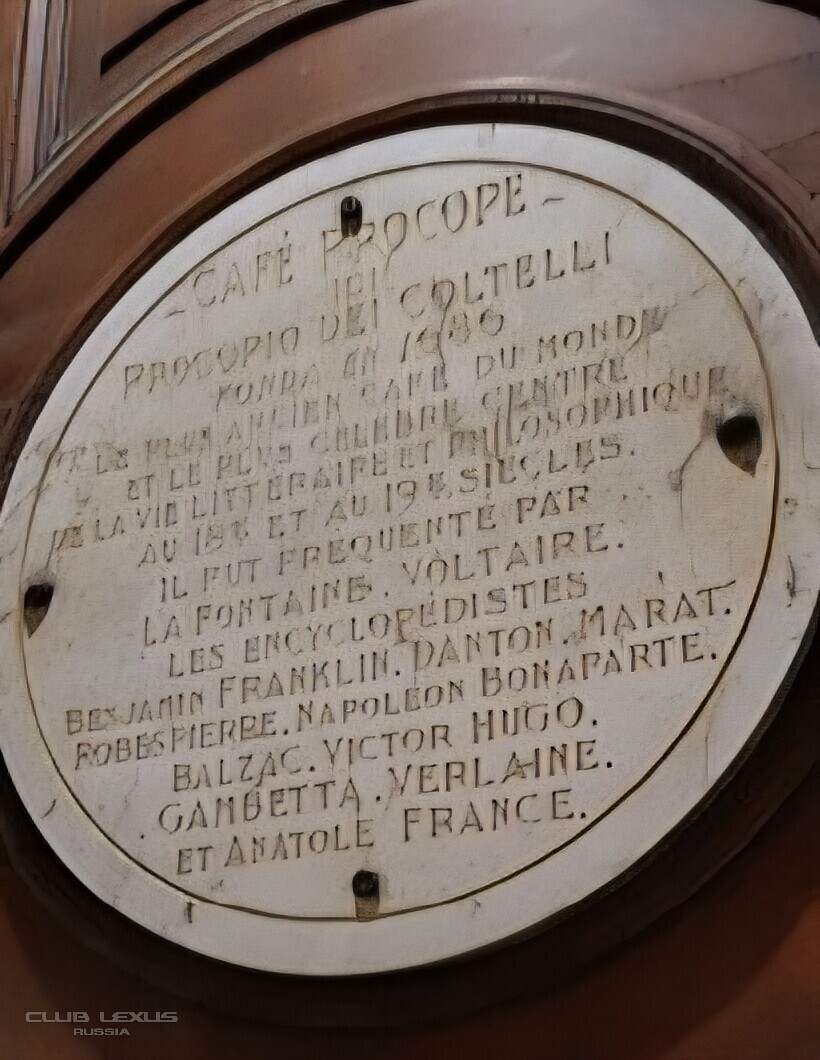 ~ CAFÉ PROCOPE ~
ICI
PROCOPIO DEI COLTELLI
FONDA EN 1686
LE PLUS ANCIEN CAFÉ DU MONDE
ET LE PLUS CÉLÈBRE CENTRE
DE LA VIE LITTÉRAIRE ET PHILOSOPHIQUE
AU 18E ET AU 19E SIÈCLES.
IL FUT FRÉQUENTÉ PAR
LA FONTAINE. VOLTAIRE.
LES ENCYCLOPÉDISTES
BENJAMIN FRANKLIN. DANTON. MARAT.
ROBESPIERRE. NAPOLÉON BONAPARTE.
BALZAC. VICTOR HUGO.
GAMBETTA. VERLAINE.
ET ANATOLE FRANCE.
CLUB LEXUS
RUSSIA